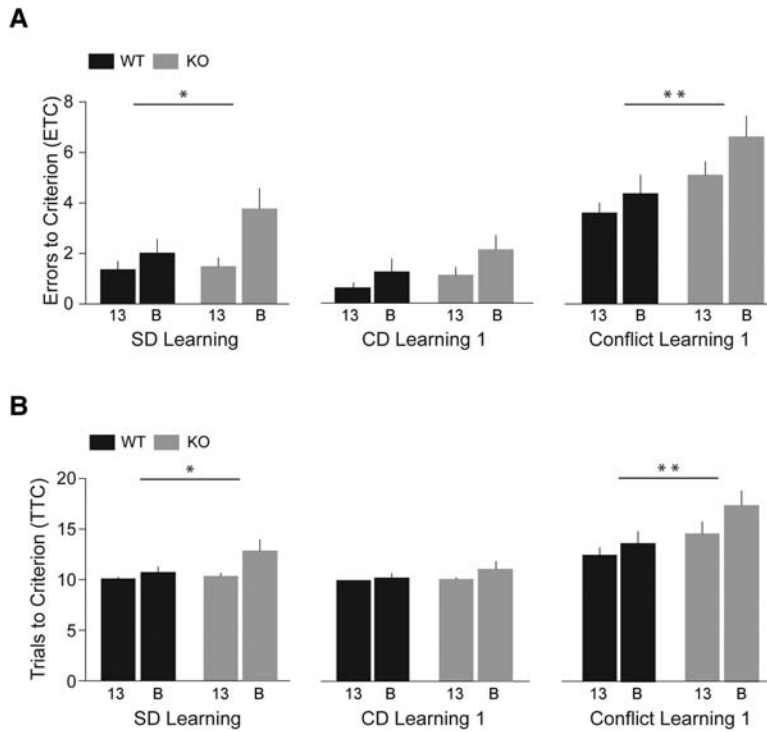 A
WT KO
Errors to Criterion (ETC)
8
6
4
2
0
*
**
13 B 13 B
SD Learning
13 B 13 B
CD Learning 1
13 B 13 B
Conflict Learning 1
B
WT KO
Trials to Criterion (TTC)
20
15
10
5
0
*
**
13 B 13 B
SD Learning
13 B 13 B
CD Learning 1
13 B 13 B
Conflict Learning 1